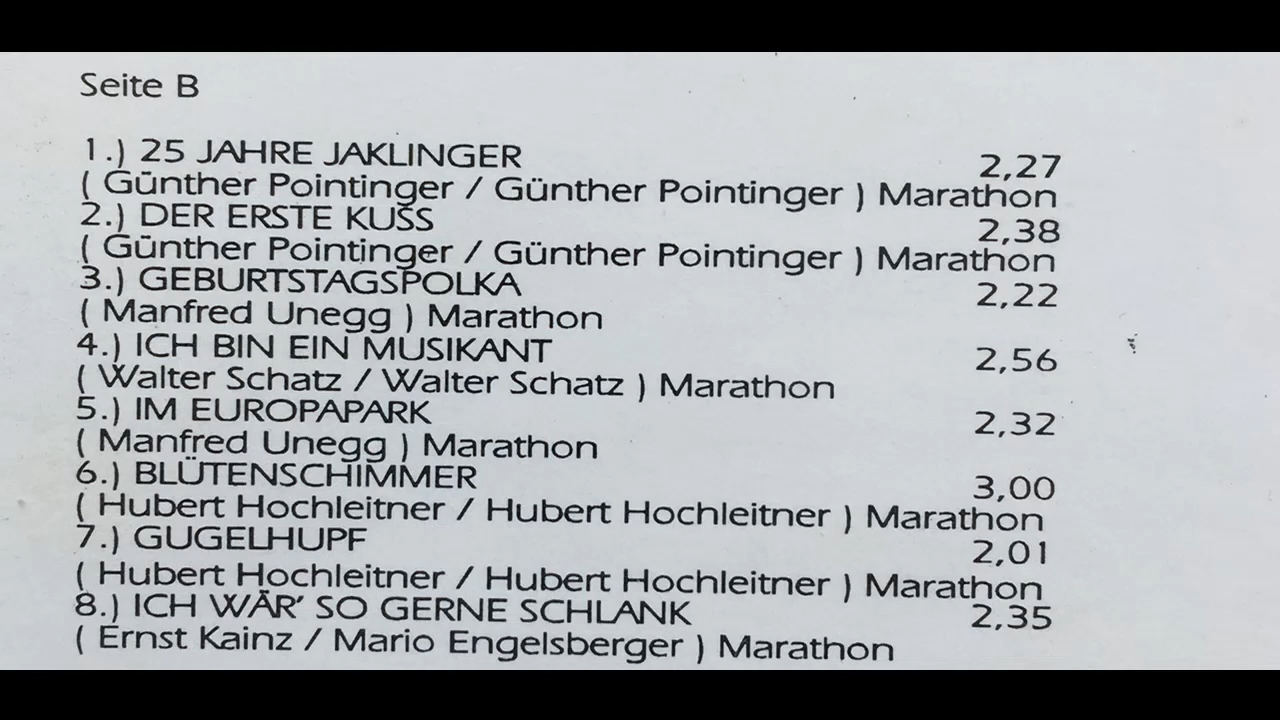 Seite B
1.) 25 JAHRE JAKLINGER 2,27
( Günther Pointinger / Günther Pointinger ) Marathon
2.) DER ERSTE KUSS 2,38
( Günther Pointinger / Günther Pointinger ) Marathon
3.) GEBURTSTAGSPOLKA 2,22
( Manfred Unegg ) Marathon
4.) ICH BIN EIN MUSIKANT 2,56
( Walter Schatz / Walter Schatz ) Marathon
5.) IM EUROPAPARK 2,32
( Manfred Unegg ) Marathon
6.) BLÜTENSCHIMMER 3,00
( Hubert Hochleitner / Hubert Hochleitner ) Marathon
7.) GUGELHUPF 2,01
( Hubert Hochleitner / Hubert Hochleitner ) Marathon
8.) ICH WÄR’ SO GERNE SCHLANK 2,35
( Ernst Kainz / Mario Engelsberger ) Marathon